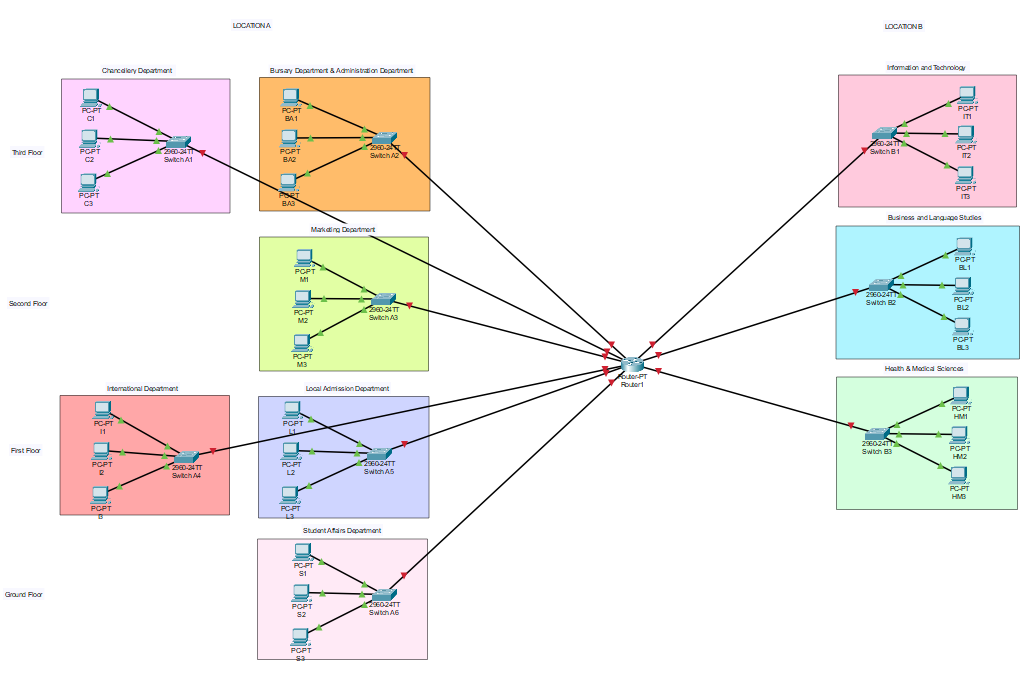 LOCATION A
LOCATION B
Chancellery Department
Bursary Department & Administration Department
Information and Technology
Third Floor
PC-PT
C1
PC-PT
C2
PC-PT
C3
2960-24TT
Switch A1
PC-PT
BA1
PC-PT
BA2
PC-PT
BA3
2960-24TT
Switch A2
PC-PT
IT1
PC-PT
IT2
PC-PT
IT3
2960-24TT
Switch B1
Marketing Department
Business and Language Studies
Second Floor
PC-PT
M1
PC-PT
M2
PC-PT
M3
2960-24TT
Switch A3
PC-PT
BL1
PC-PT
BL2
PC-PT
BL3
2960-24TT
Switch B2
Router-PT
Router1
International Department
Local Admission Department
Health & Medical Sciences
First Floor
PC-PT
I1
PC-PT
I2
PC-PT
I3
2960-24TT
Switch A4
PC-PT
L1
PC-PT
L2
PC-PT
L3
2960-24TT
Switch A5
PC-PT
HM1
PC-PT
HM2
PC-PT
HM3
2960-24TT
Switch B3
Student Affairs Department
Ground Floor
PC-PT
S1
PC-PT
S2
PC-PT
S3
2960-24TT
Switch A6